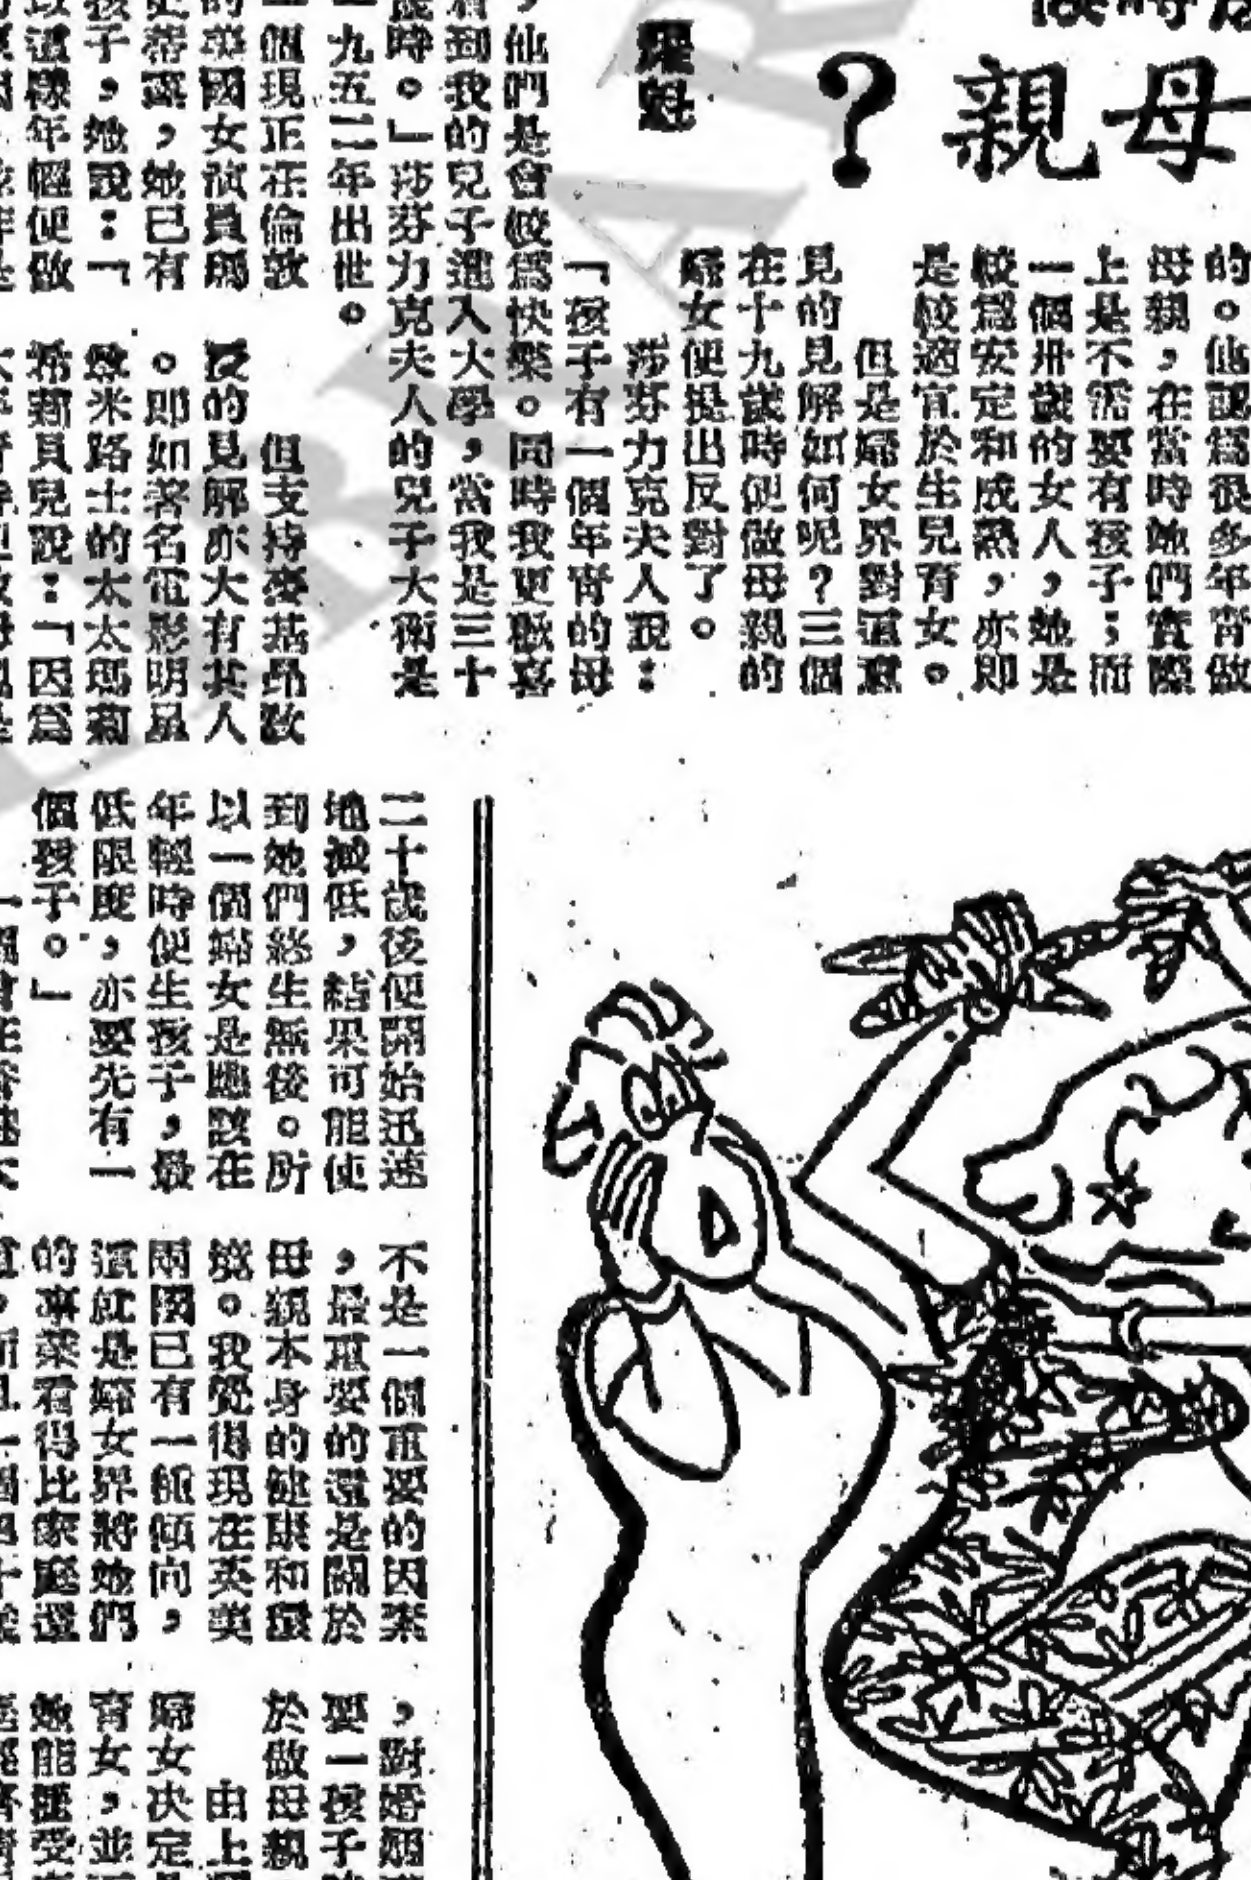 母親?
的。他認為很多年青做
母親,在當時她們實際
上是不需要有孩子;而
一個卅歲的女人,她是
較為安定和成熟,亦即
是較適宜於生兒育女。
但是婦女界對這意
見的見解如何呢?三個
在十九歲時便做母親的
婦女便提出反對了。
莎芬力克夫人說:
「孩子有一個年青的母
,他們是會較為快樂。同時我更歡喜
到我的兒子進入大學,當我是三十
時。」莎芬力克夫人的兒子大衛是
一九五二年出世。
一個現正在倫敦
的英國女演員瑪
,她已有
孩子,她說:「
這樣年輕便做
但支持麥基昂教
反的見解亦大有其人
。即如著名電影明星
米路士的太太瑪莉
希爾貝兒說:「因為
二十歲後便開始迅速
地減低,結果可能使
到她們終生無後。所
以一個婦女是應該在
年輕時便生孩子,最
低限度,亦要先有一
個孩子。」
不是一個重要的因素
,最重要的還是關於
母親本身的健康和環
境。我覺得現在英美
兩國已有一種傾向,
這就是婦女界將她們
的事業看得比家庭還
,對婚姻
要一孩子
於做母親
由上
婦女決定
育女,並
她能擔受